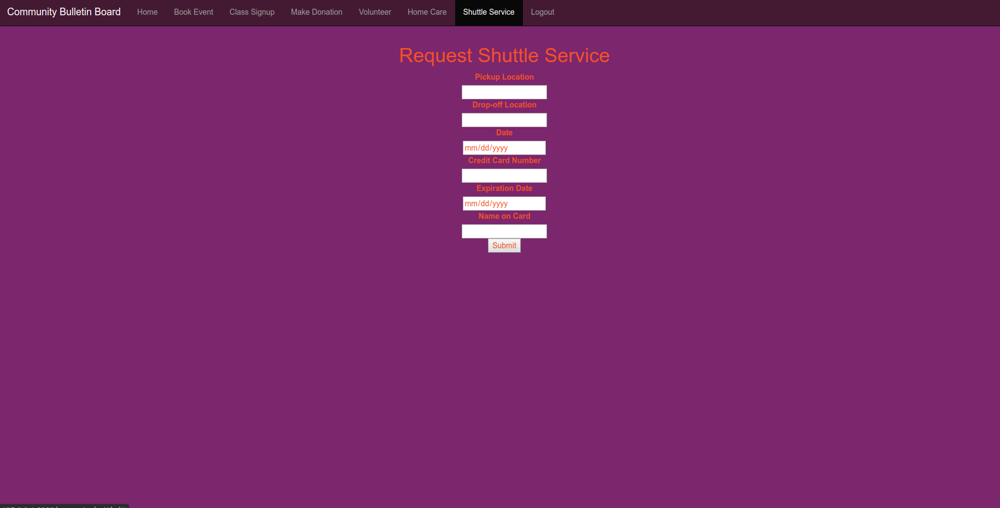 Community Bulletin Board Home Book Event Class Signup Make Donation Volunteer Home Care Shuttle Service Logout
Request Shuttle Service
Pickup Location
Drop-off Location
Date
mm/dd/yyyy
Credit Card Number
Expiration Date
mm/dd/yyyy
Name on Card
Submit